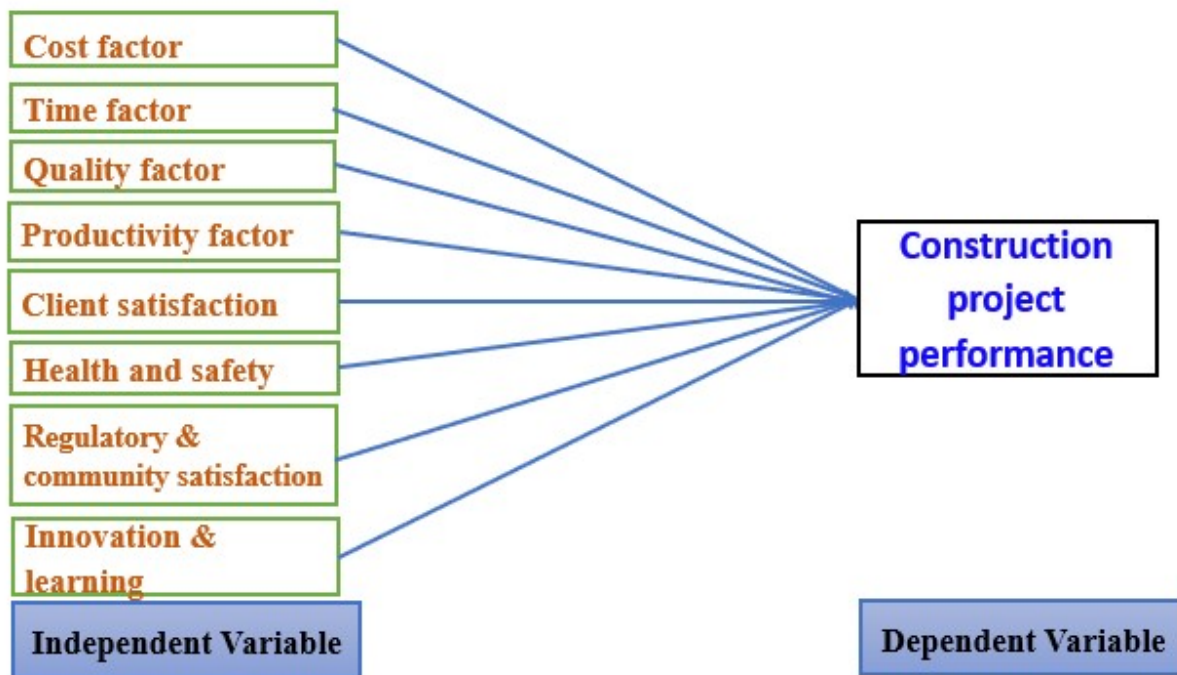 Cost factor
Time factor
Quality factor
Productivity factor
Client satisfaction
Health and safety
Regulatory &
community satisfaction
Innovation &
learning
Independent Variable
Construction
project
performance
Dependent Variable